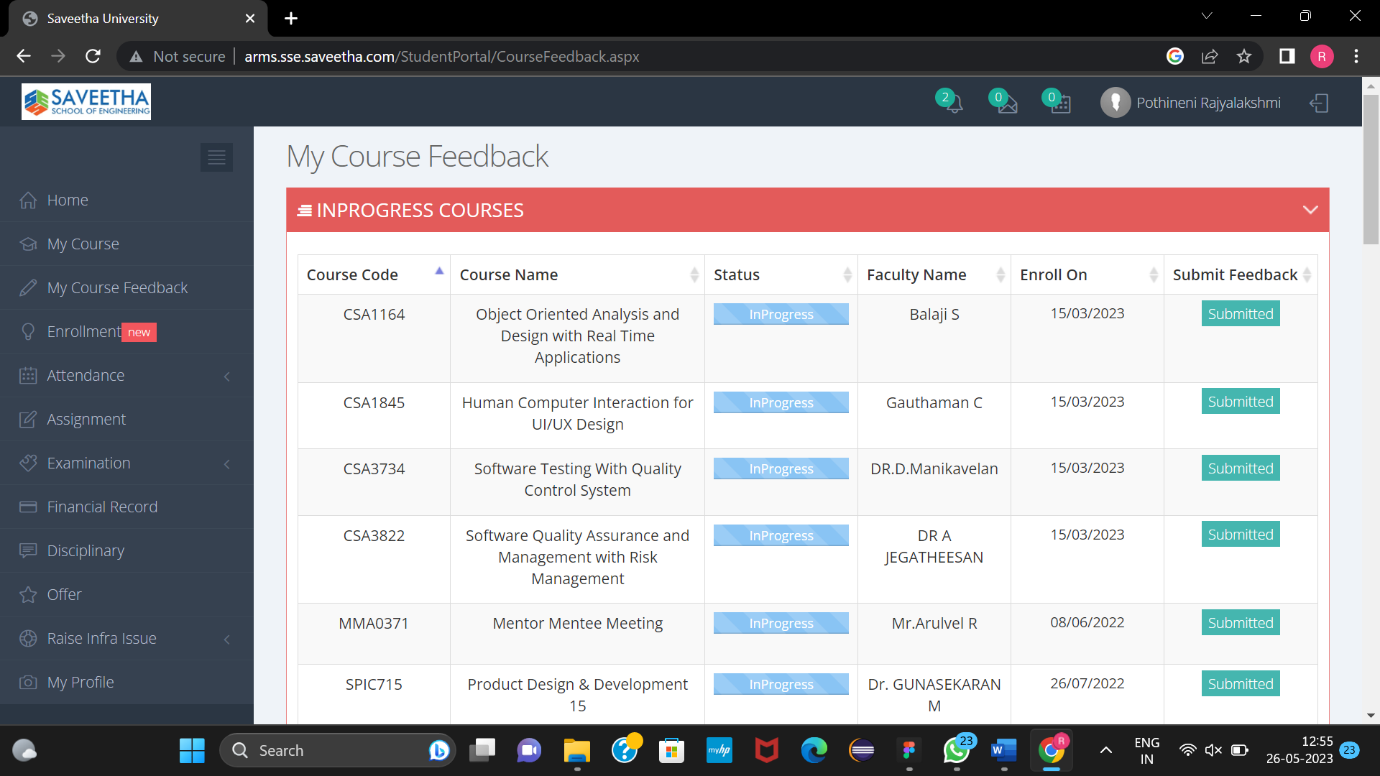 Saveetha University
Not secure
arms.sse.saveetha.com/StudentPortal/CourseFeedback.aspx
R
SAVEETHA
SCHOOL OF ENGINEERING
2
0
0
Pothineni Rajyalakshmi
Home
My Course
My Course Feedback
Enrollment new
Attendance
Assignment
Examination
Financial Record
Disciplinary
Offer
Raise Infra Issue
My Profile
My Course Feedback
INPROGRESS COURSES
Course Code Course Name Status Faculty Name Enroll On Submit Feedback
CSA1164 Object Oriented Analysis and InProgress Balaji S 15/03/2023 Submitted
Design with Real Time
Applications
CSA1845 Human Computer Interaction for InProgress Gauthaman C 15/03/2023 Submitted
UI/UX Design
CSA3734 Software Testing With Quality InProgress DR.D.Manikavelan 15/03/2023 Submitted
Control System
CSA3822 Software Quality Assurance and InProgress DR A 15/03/2023 Submitted
Management with Risk JEGATHEESAN
Management
MMA0371 Mentor Mentee Meeting InProgress Mr.Arulvel R 08/06/2022 Submitted
SPIC715 Product Design & Development InProgress Dr. GUNASEKARAN 26/07/2022 Submitted
15 M
Search
myhp
23
R
ENG
IN
12:55
26-05-2023
23